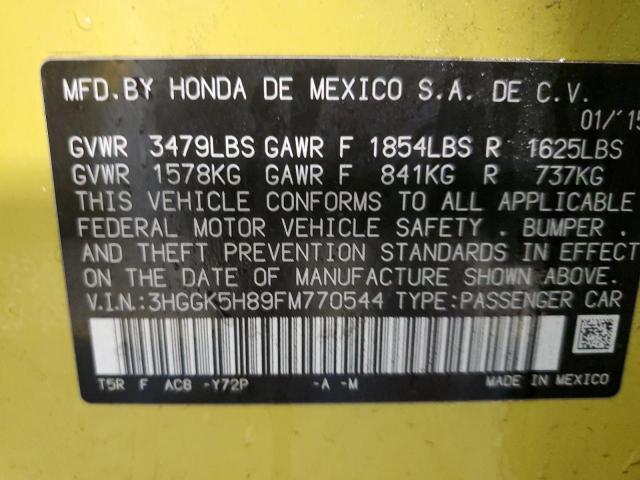 MFD.BY HONDA DE MEXICO S.A. DE C.V.
01/'15
GVWR 3479LBS GAWR F 1854LBS R 1625LBS
GVWR 1578KG GAWR F 841KG R 737KG
THIS VEHICLE CONFORMS TO ALL APPLICABLE
FEDERAL MOTOR VEHICLE SAFETY . BUMPER .
AND THEFT PREVENTION STANDARDS IN EFFECT
ON THE DATE OF MANUFACTURE SHOWN ABOVE.
V.I.N:3HGGK5H89FM770544 TYPE:PASSENGER CAR
T5R F AC8 -Y72P -A -M
MADE IN MEXICO